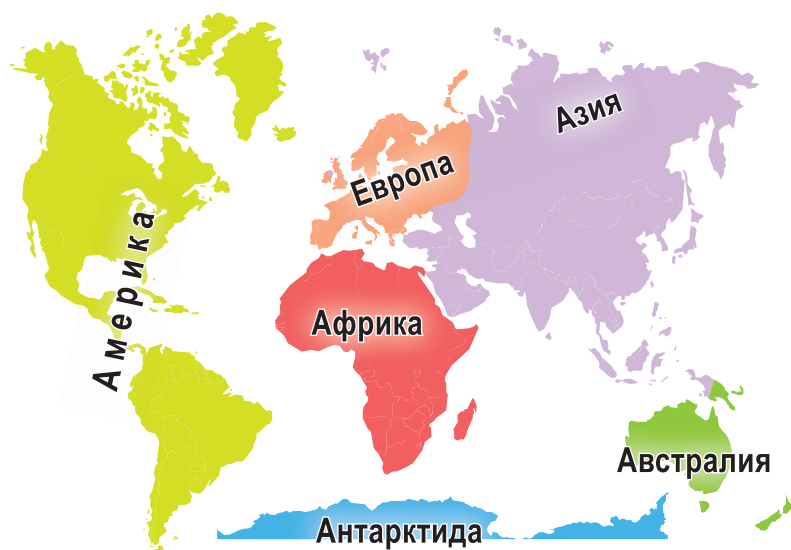 Азия
Европа
Америка
Африка
Австралия
Антарктида